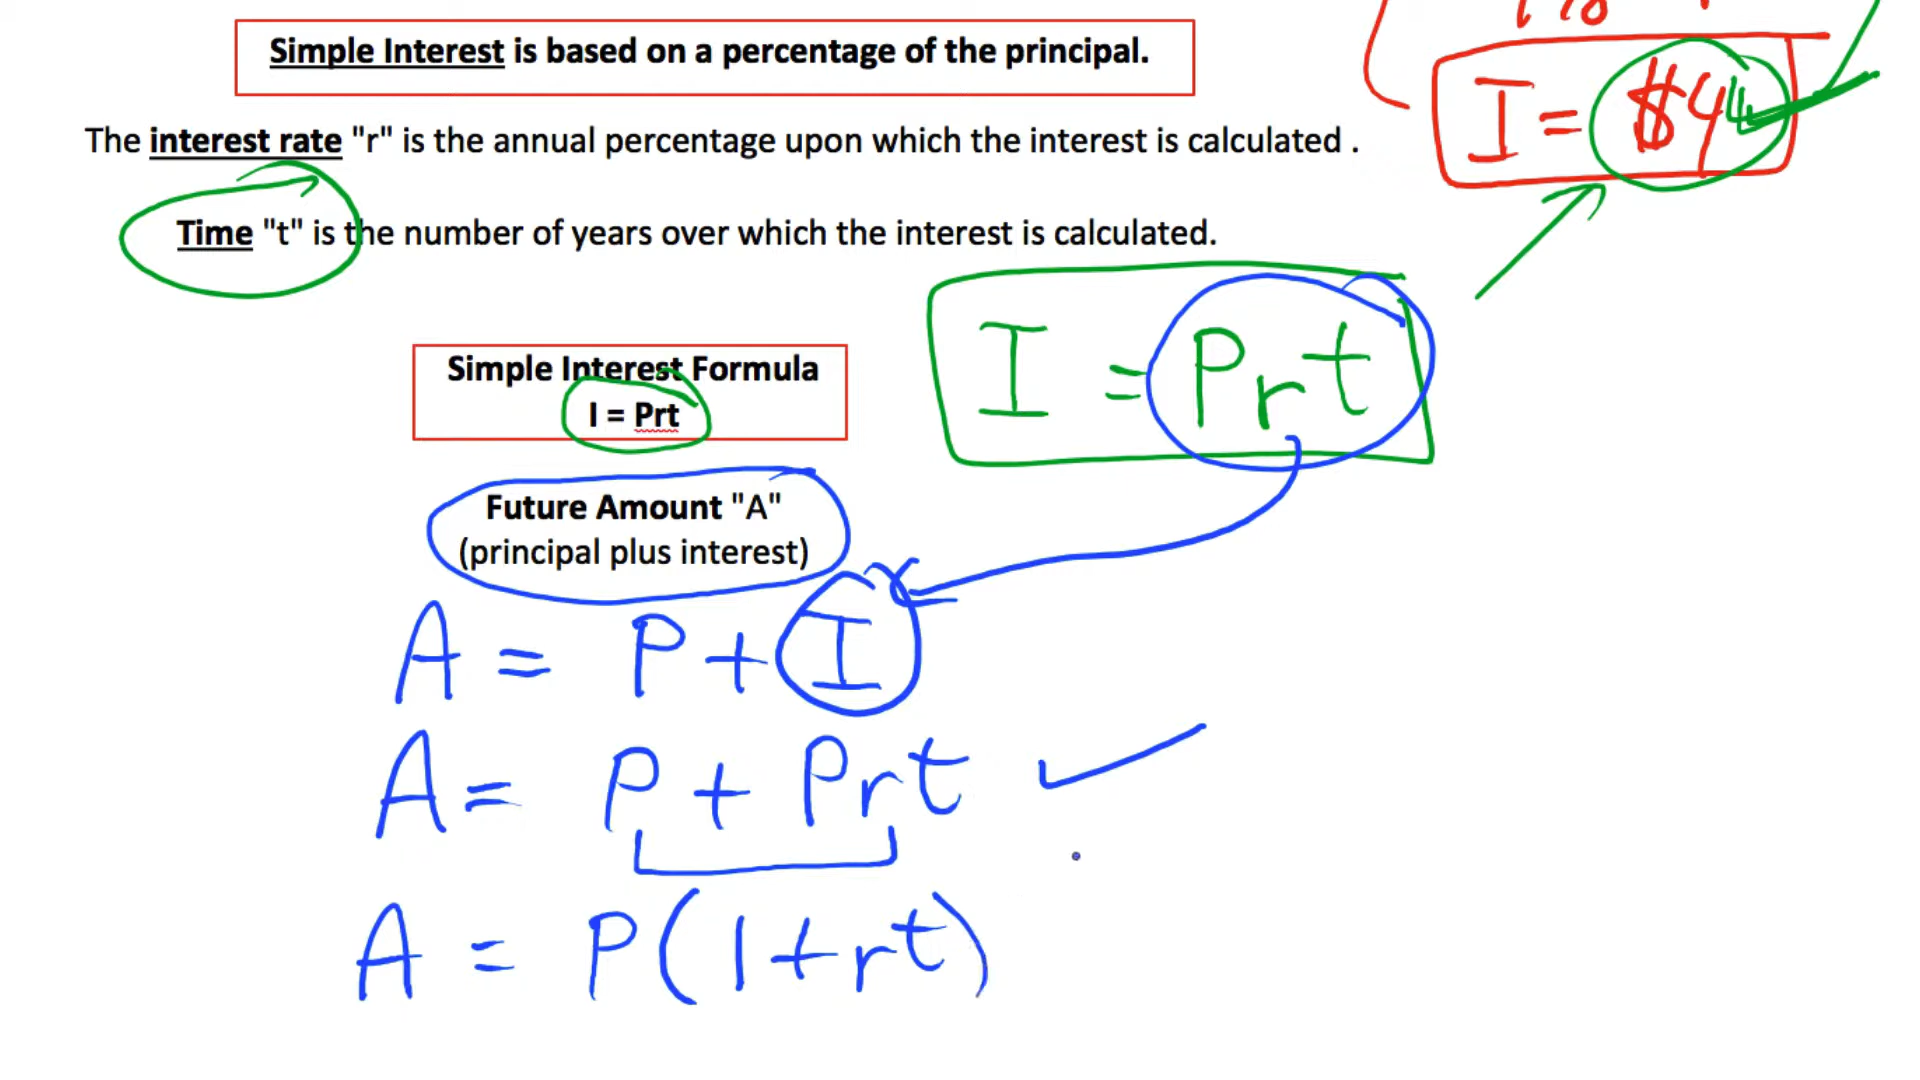 Simple Interest is based on a percentage of the principal.
I = $44
The interest rate "r" is the annual percentage upon which the interest is calculated .
Time "t" is the number of years over which the interest is calculated.
I = Prt
Simple Interest Formula
I = Prt
Future Amount "A"
(principal plus interest)
A = P + I
A = P + Prt
A = P(1+rt)